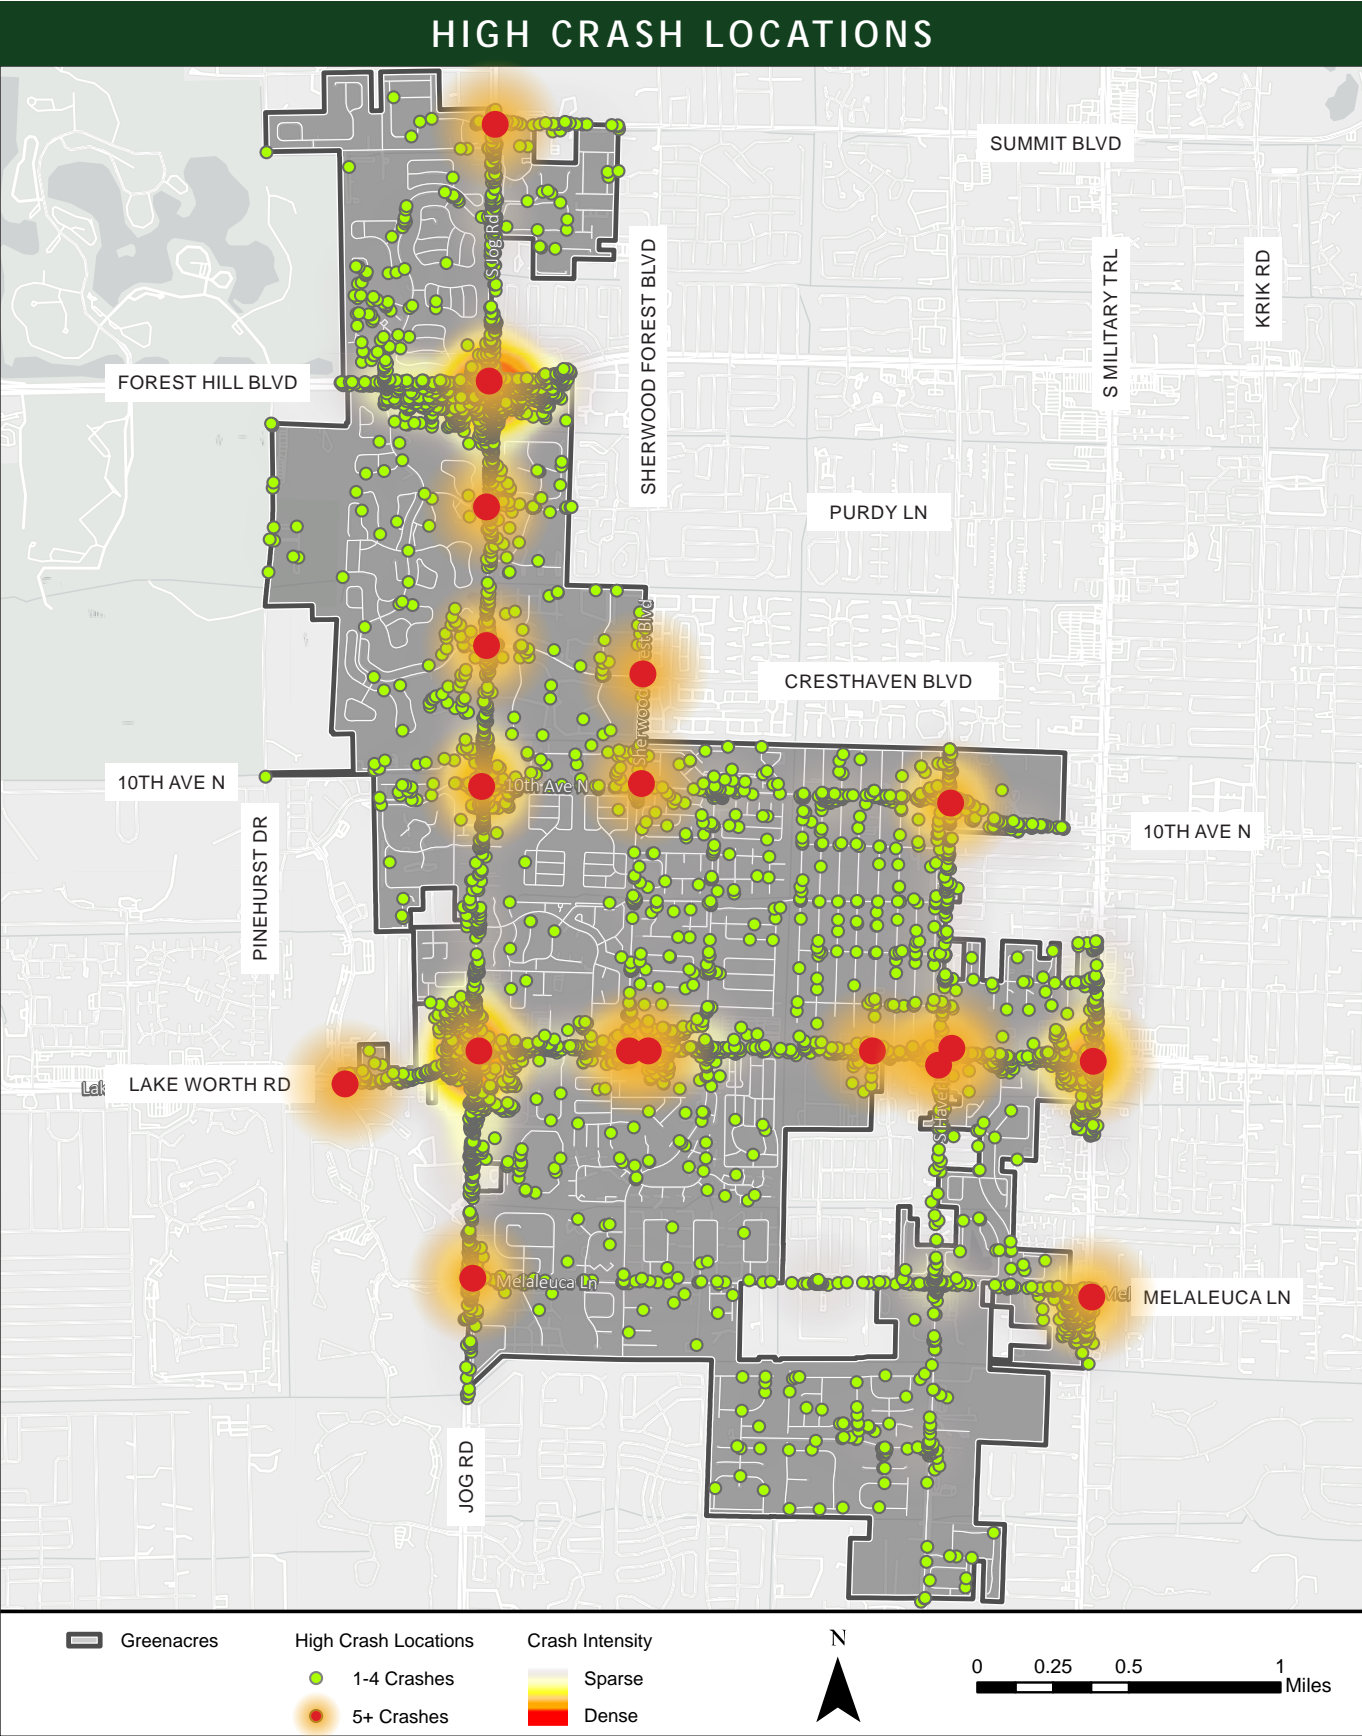 HIGH CRASH LOCATIONS
SUMMIT BLVD
S Jog Rd
SHERWOOD FOREST BLVD
S MILITARY TRL
KRIK RD
FOREST HILL BLVD
PURDY LN
CRESTHAVEN BLVD
10TH AVE N
10th Ave N
10TH AVE N
PINEHURST DR
LAKE WORTH RD
Melaleuca Ln
MELALEUCA LN
JOG RD
Greenacres
High Crash Locations
1-4 Crashes
5+ Crashes
Crash Intensity
Sparse
Dense
N
0 0.25 0.5 1
Miles